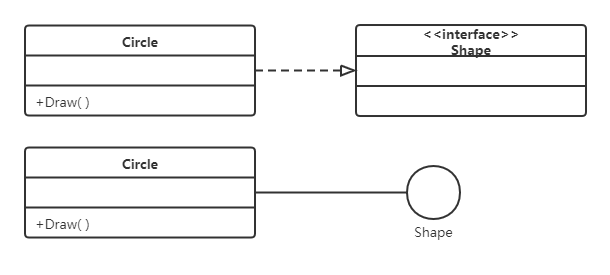 Circle
+Draw( )
<<interface>>
Shape
Circle
+Draw( )
Shape